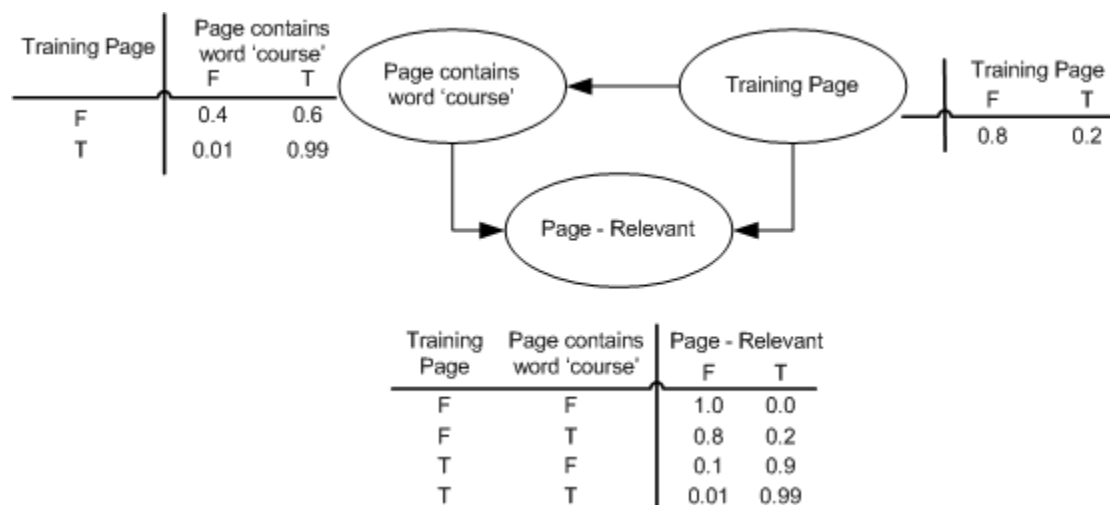 Training Page
Page contains
word 'course'
F T
F 0.4 0.6
T 0.01 0.99
Page contains
word 'course'
Training Page
Training Page
F T
0.8 0.2
Page - Relevant
Training
Page
Page contains
word 'course'
Page - Relevant
F T
F F 1.0 0.0
F T 0.8 0.2
T F 0.1 0.9
T T 0.01 0.99